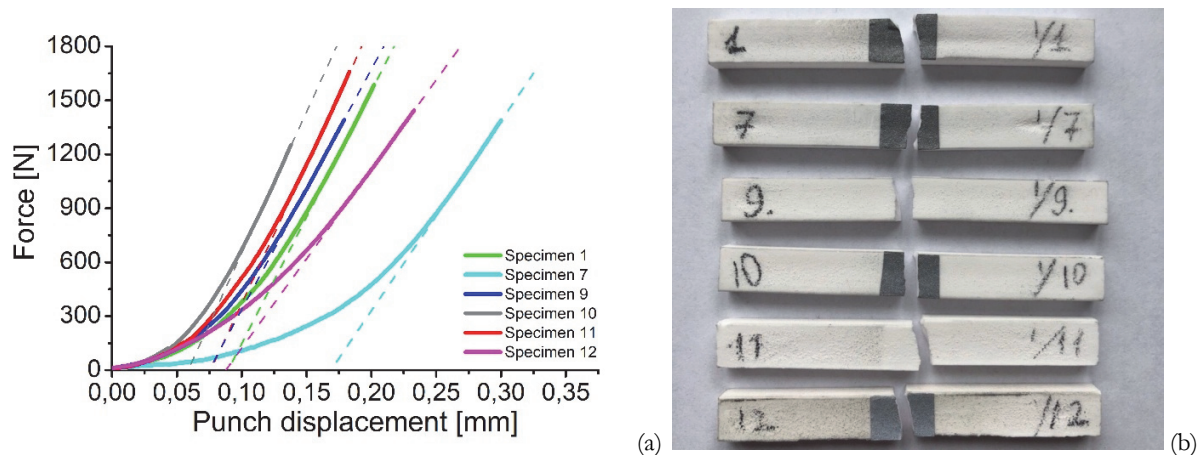 1800
1500
1200
900
600
300
0
Force [N]
0,00 0,05 0,10 0,15 0,20 0,25 0,30 0,35
Punch displacement [mm]
Specimen 1
Specimen 7
Specimen 9
Specimen 10
Specimen 11
Specimen 12
(a)
1 1/1
7 1/7
9. 1/9.
10 1/10
11 1/11
12. 1/12.
(b)